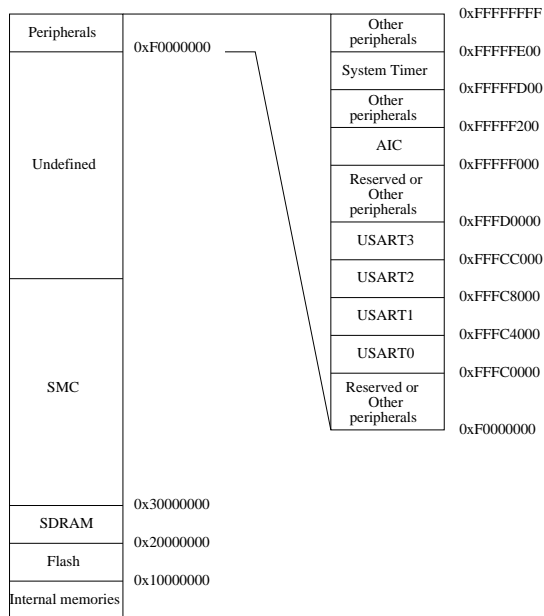 Peripherals
0xF0000000
Undefined
SMC
0x30000000
SDRAM
0x20000000
Flash
0x10000000
Internal memories
0xFFFFFFFF
Other
peripherals
0xFFFFFE00
System Timer
0xFFFFFD00
Other
peripherals
0xFFFFF200
AIC
0xFFFFF000
Reserved or
Other
peripherals
0xFFFD0000
USART3
0xFFFCC000
USART2
0xFFFC8000
USART1
0xFFFC4000
USART0
0xFFFC0000
Reserved or
Other
peripherals
0xF0000000